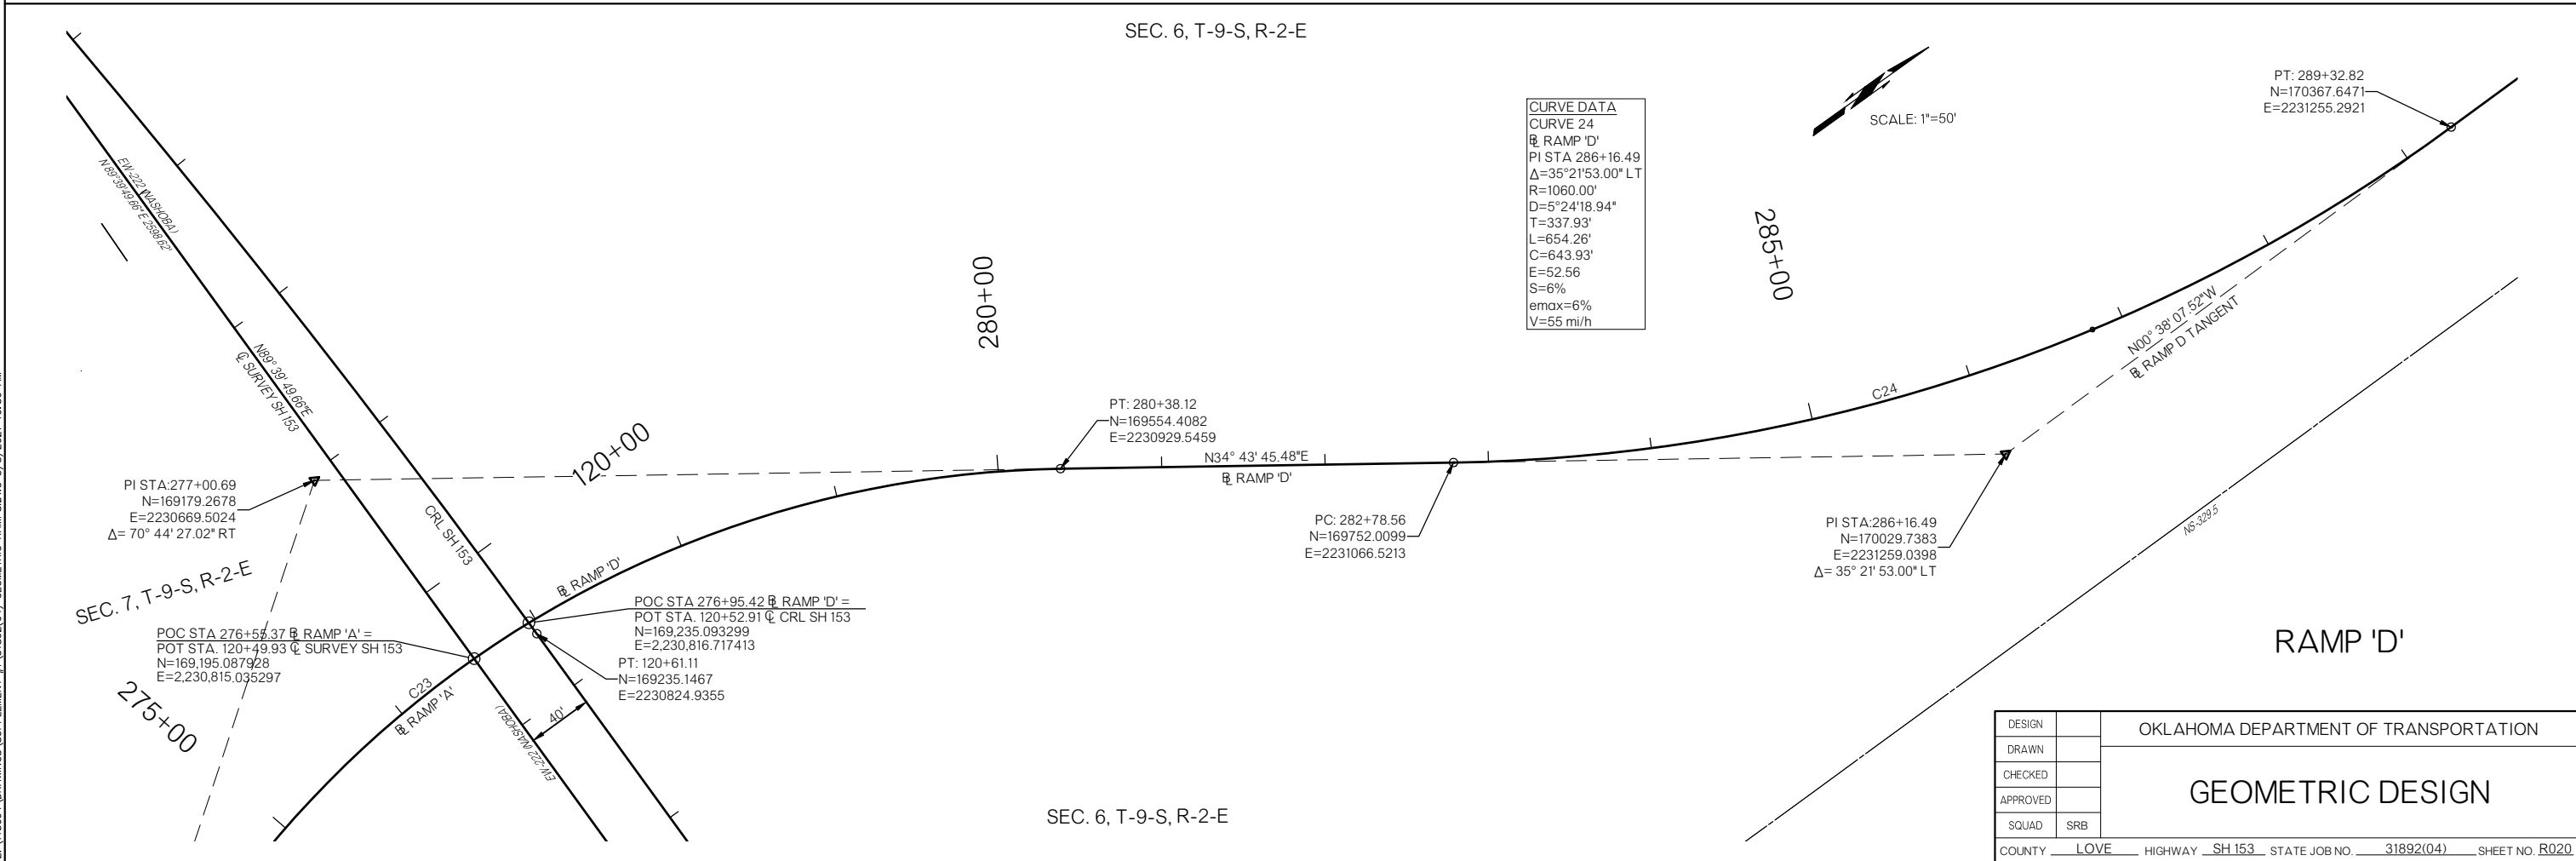 SEC. 6, T-9-S, R-2-E
PT: 289+32.82
N=170367.6471
E=2231255.2921
SCALE: 1"=50'
CURVE DATA
CURVE 24
℄ RAMP 'D'
PI STA 286+16.49
Δ=35°21'53.00" LT
R=1060.00'
D=5°24'18.94"
T=337.93'
L=654.26'
C=643.93'
E=52.56
S=6%
emax=6%
V=55 mi/h
EW-222 (NASHOBA)
N 89°39'49.66" E 2598.62'
N89° 39' 49.66"E
℄ SURVEY SH 153
280+00
285+00
N00° 38' 07.52"W
℄ RAMP D TANGENT
C24
PT: 280+38.12
N=169554.4082
E=2230929.5459
120+00
N34° 43' 45.48"E
℄ RAMP 'D'
PI STA:277+00.69
N=169179.2678
E=2230669.5024
Δ= 70° 44' 27.02" RT
CRL SH 153
PC: 282+78.56
N=169752.0099
E=2231066.5213
PI STA:286+16.49
N=170029.7383
E=2231259.0398
Δ= 35° 21' 53.00" LT
NS-329.5
SEC. 7, T-9-S, R-2-E
℄ RAMP 'D'
POC STA 276+95.42 ℄ RAMP 'D' =
POT STA. 120+52.91 ℄ CRL SH 153
N=169,235.093299
E=2,230,816.717413
POC STA 276+55.37 ℄ RAMP 'A' =
POT STA. 120+49.93 ℄ SURVEY SH 153
N=169,195.087928
E=2,230,815.035297
PT: 120+61.11
N=169235.1467
E=2230824.9355
275+00
C23
℄ RAMP 'A'
EW-222 (NASHOBA)
40'
RAMP 'D'
SEC. 6, T-9-S, R-2-E
DESIGN
DRAWN
CHECKED
APPROVED
SQUAD SRB
OKLAHOMA DEPARTMENT OF TRANSPORTATION
GEOMETRIC DESIGN
COUNTY LOVE HIGHWAY SH 153 STATE JOB NO. 31892(04) SHEET NO. R020